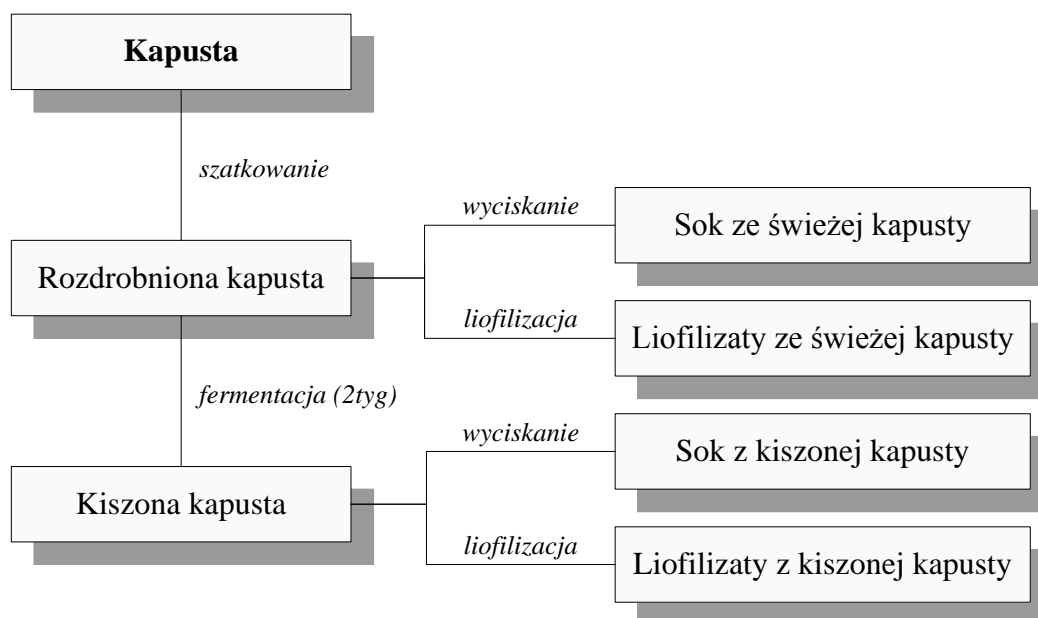 Kapusta
szatkowanie
wyciskanie
Sok ze świeżej kapusty
Rozdrobniona kapusta
liofilizacja
Liofilizaty ze świeżej kapusty
fermentacja (2tyg)
wyciskanie
Sok z kiszonej kapusty
Kiszona kapusta
liofilizacja
Liofilizaty z kiszonej kapusty